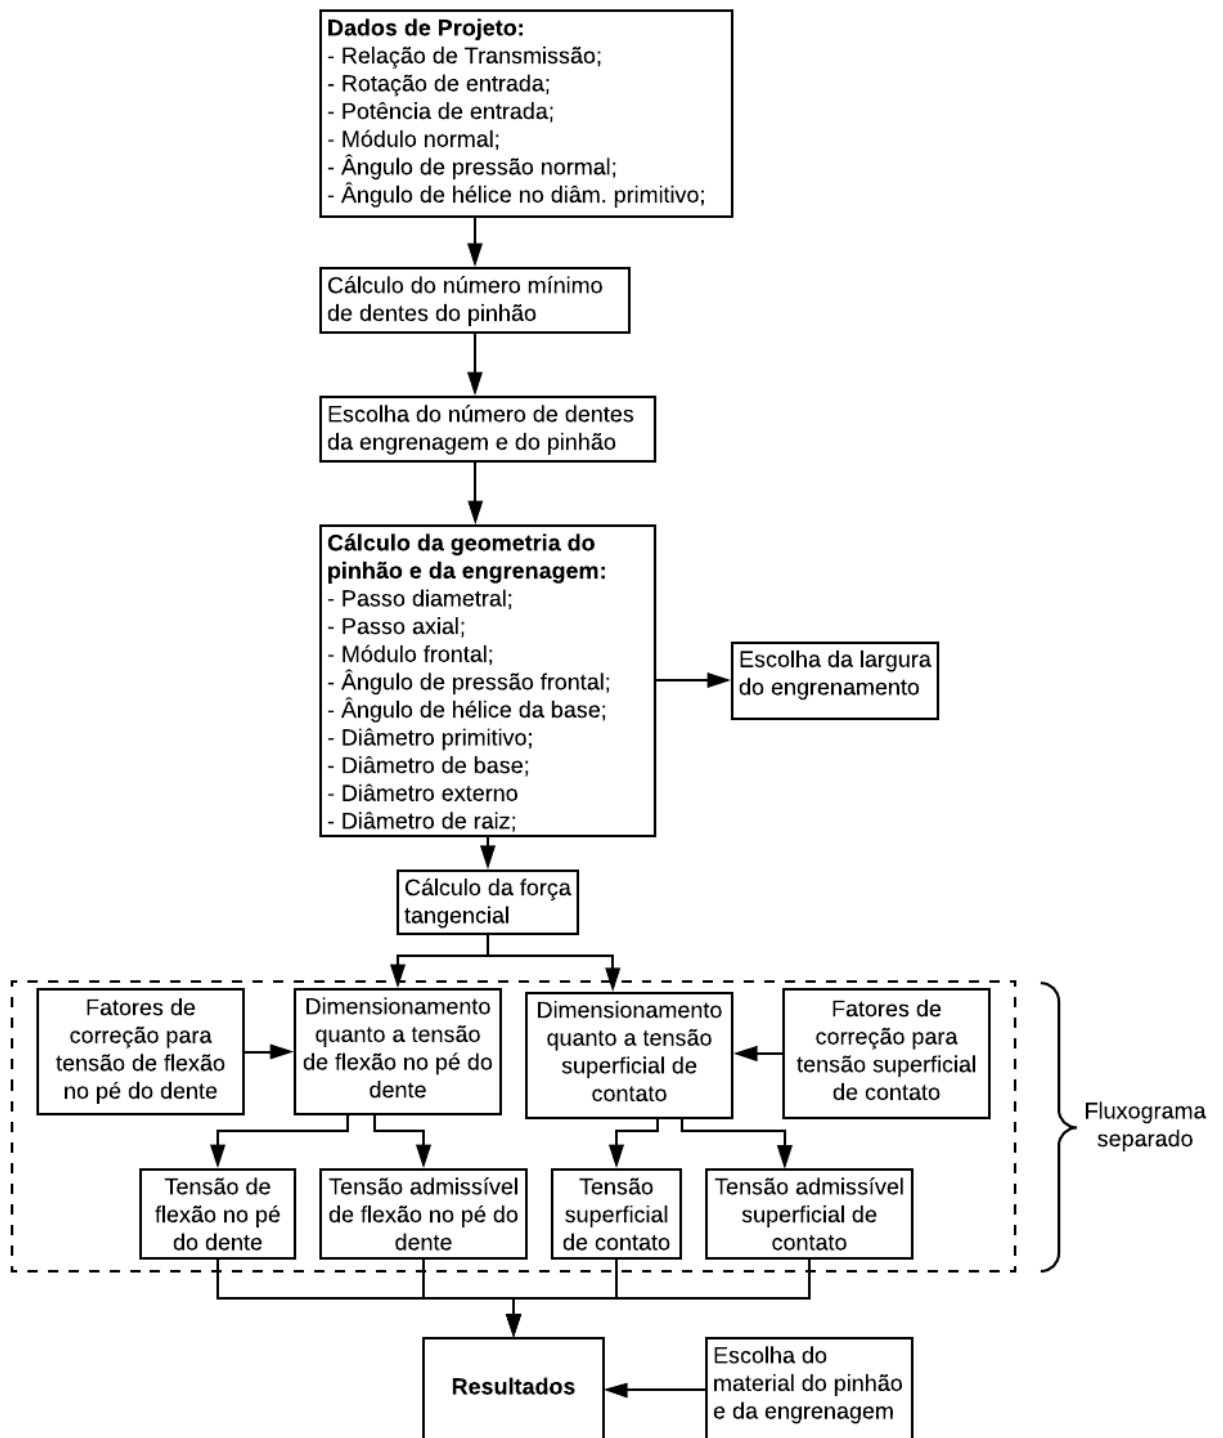 Dados de Projeto:
- Relação de Transmissão;
- Rotação de entrada;
- Potência de entrada;
- Módulo normal;
- Ângulo de pressão normal;
- Ângulo de hélice no diâm. primitivo;
Cálculo do número mínimo
de dentes do pinhão
Escolha do número de dentes
da engrenagem e do pinhão
Cálculo da geometria do
pinhão e da engrenagem:
- Passo diametral;
- Passo axial;
- Módulo frontal;
- Ângulo de pressão frontal;
- Ângulo de hélice da base;
- Diâmetro primitivo;
- Diâmetro de base;
- Diâmetro externo
- Diâmetro de raiz;
Escolha da largura
do engrenamento
Cálculo da força
tangencial
Fatores de
correção para
tensão de flexão
no pé do dente
Dimensionamento
quanto a tensão
de flexão no pé do
dente
Dimensionamento
quanto a tensão
superficial de
contato
Fatores de
correção para
tensão superficial
de contato
Fluxograma
separado
Tensão de
flexão no pé
do dente
Tensão admissível
de flexão no pé do
dente
Tensão
superficial
de contato
Tensão admissível
superficial de
contato
Resultados
Escolha do
material do pinhão
e da engrenagem